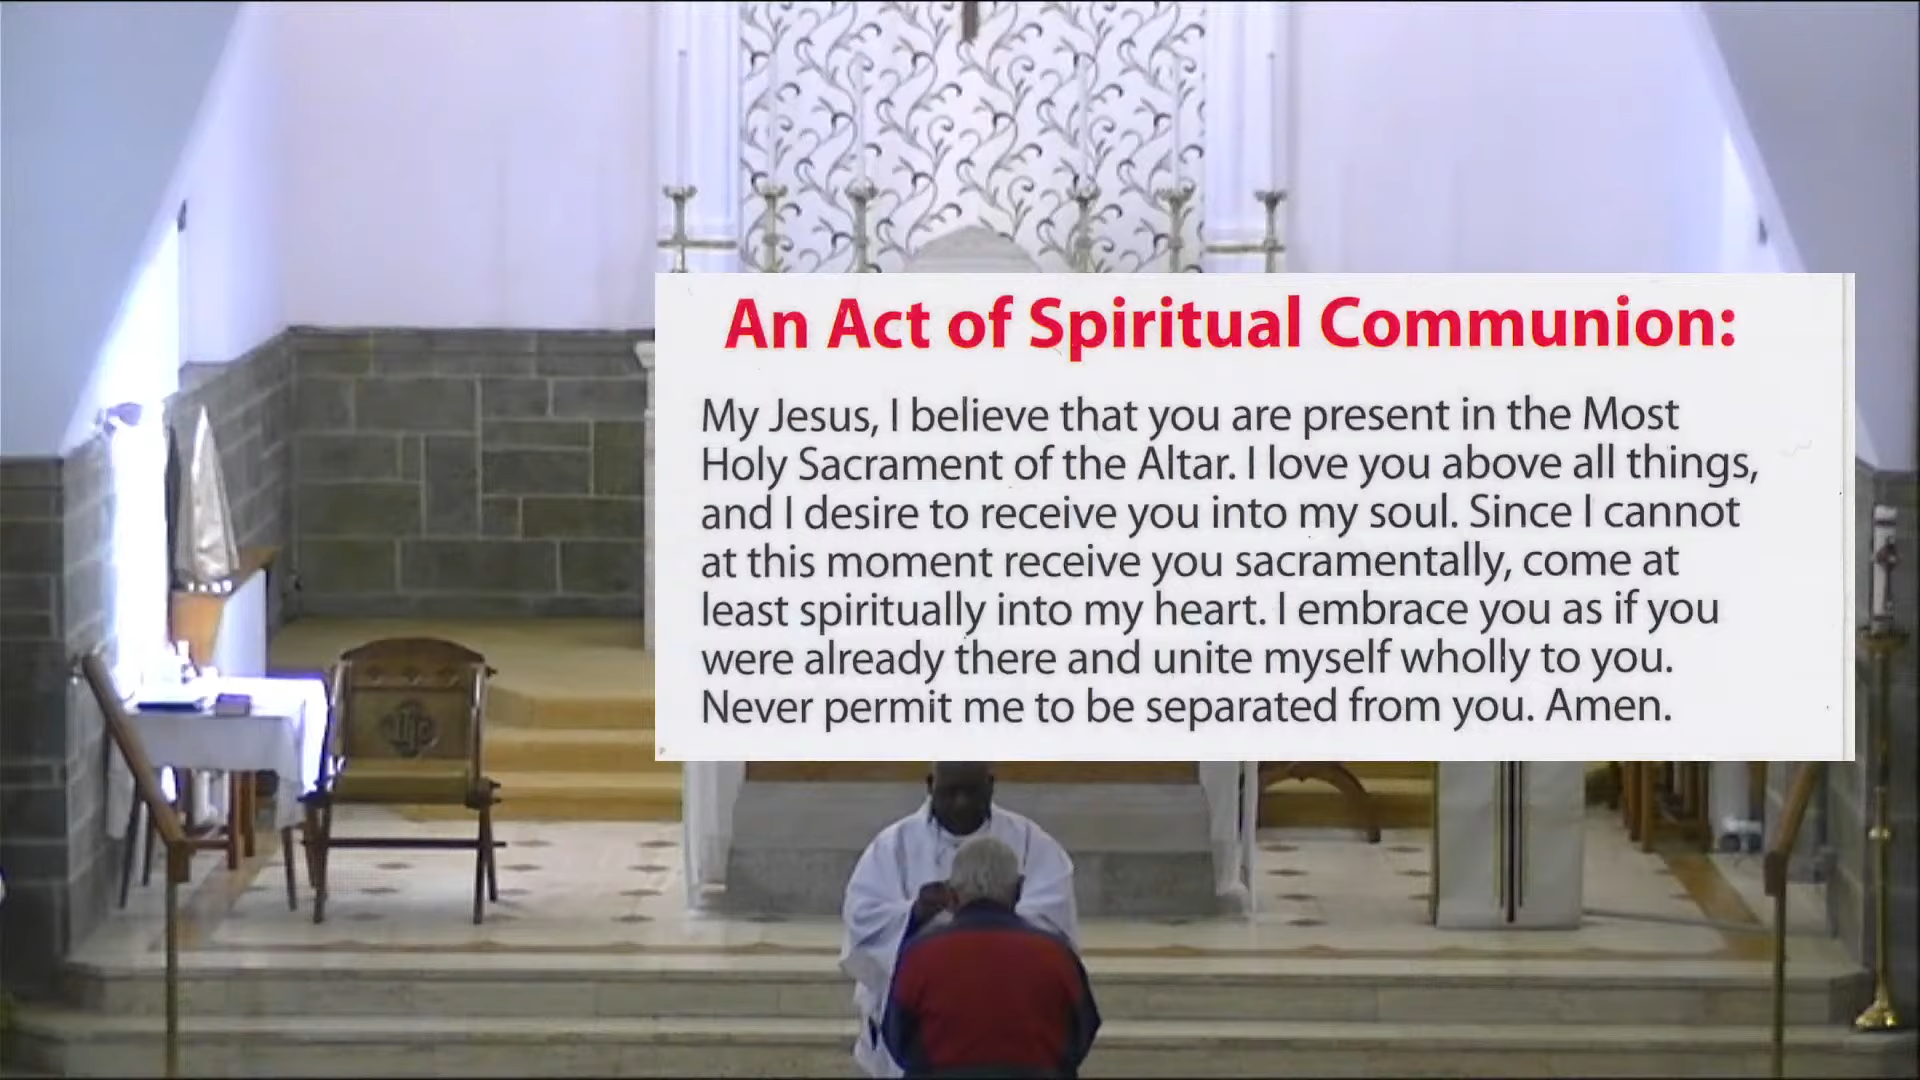 An Act of Spiritual Communion:
My Jesus, I believe that you are present in the Most
Holy Sacrament of the Altar. I love you above all things,
and I desire to receive you into my soul. Since I cannot
at this moment receive you sacramentally, come at
least spiritually into my heart. I embrace you as if you
were already there and unite myself wholly to you.
Never permit me to be separated from you. Amen.